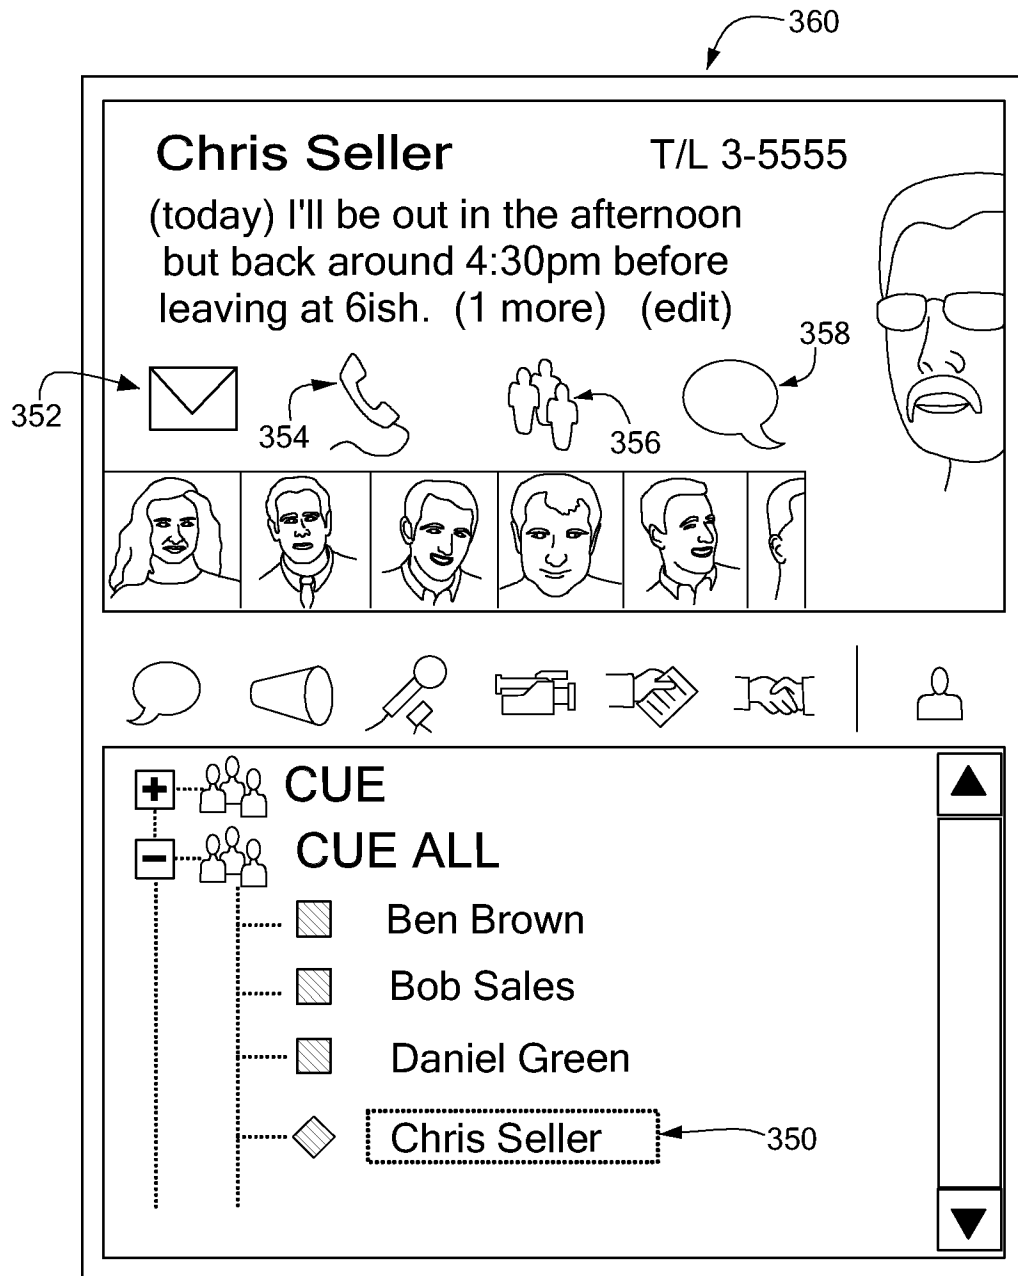 360
Chris Seller T/L 3-5555
(today) I'll be out in the afternoon
but back around 4:30pm before
leaving at 6ish. (1 more) (edit)
358
352
354
356
CUE
CUE ALL
Ben Brown
Bob Sales
Daniel Green
Chris Seller
350